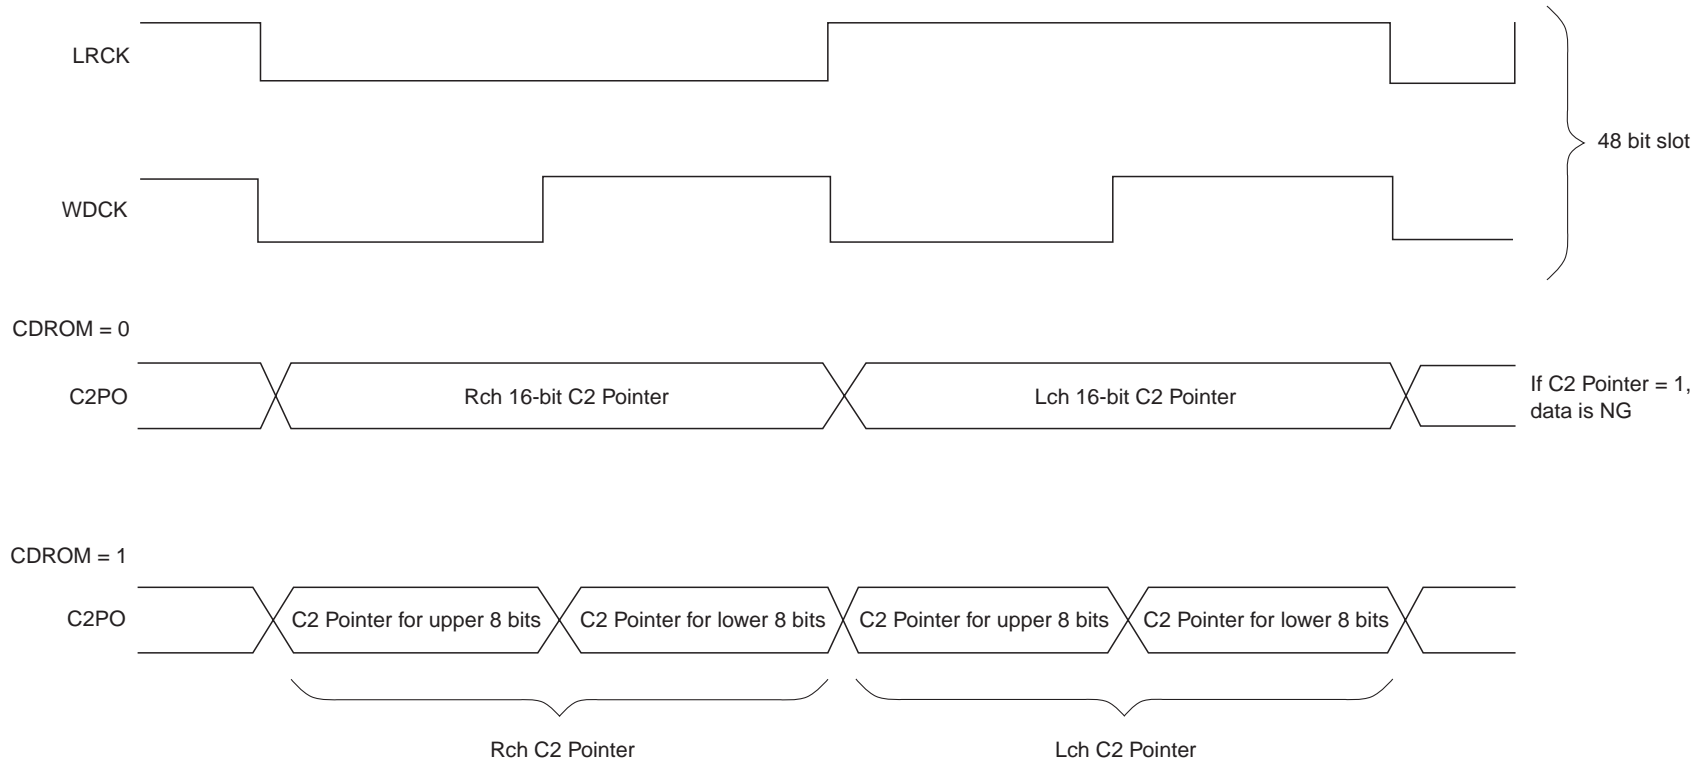 LRCK
48 bit slot
WDCK
CDROM = 0
C2PO
Rch 16-bit C2 Pointer
Lch 16-bit C2 Pointer
If C2 Pointer = 1,
data is NG
CDROM = 1
C2PO
C2 Pointer for upper 8 bits
C2 Pointer for lower 8 bits
C2 Pointer for upper 8 bits
C2 Pointer for lower 8 bits
Rch C2 Pointer
Lch C2 Pointer